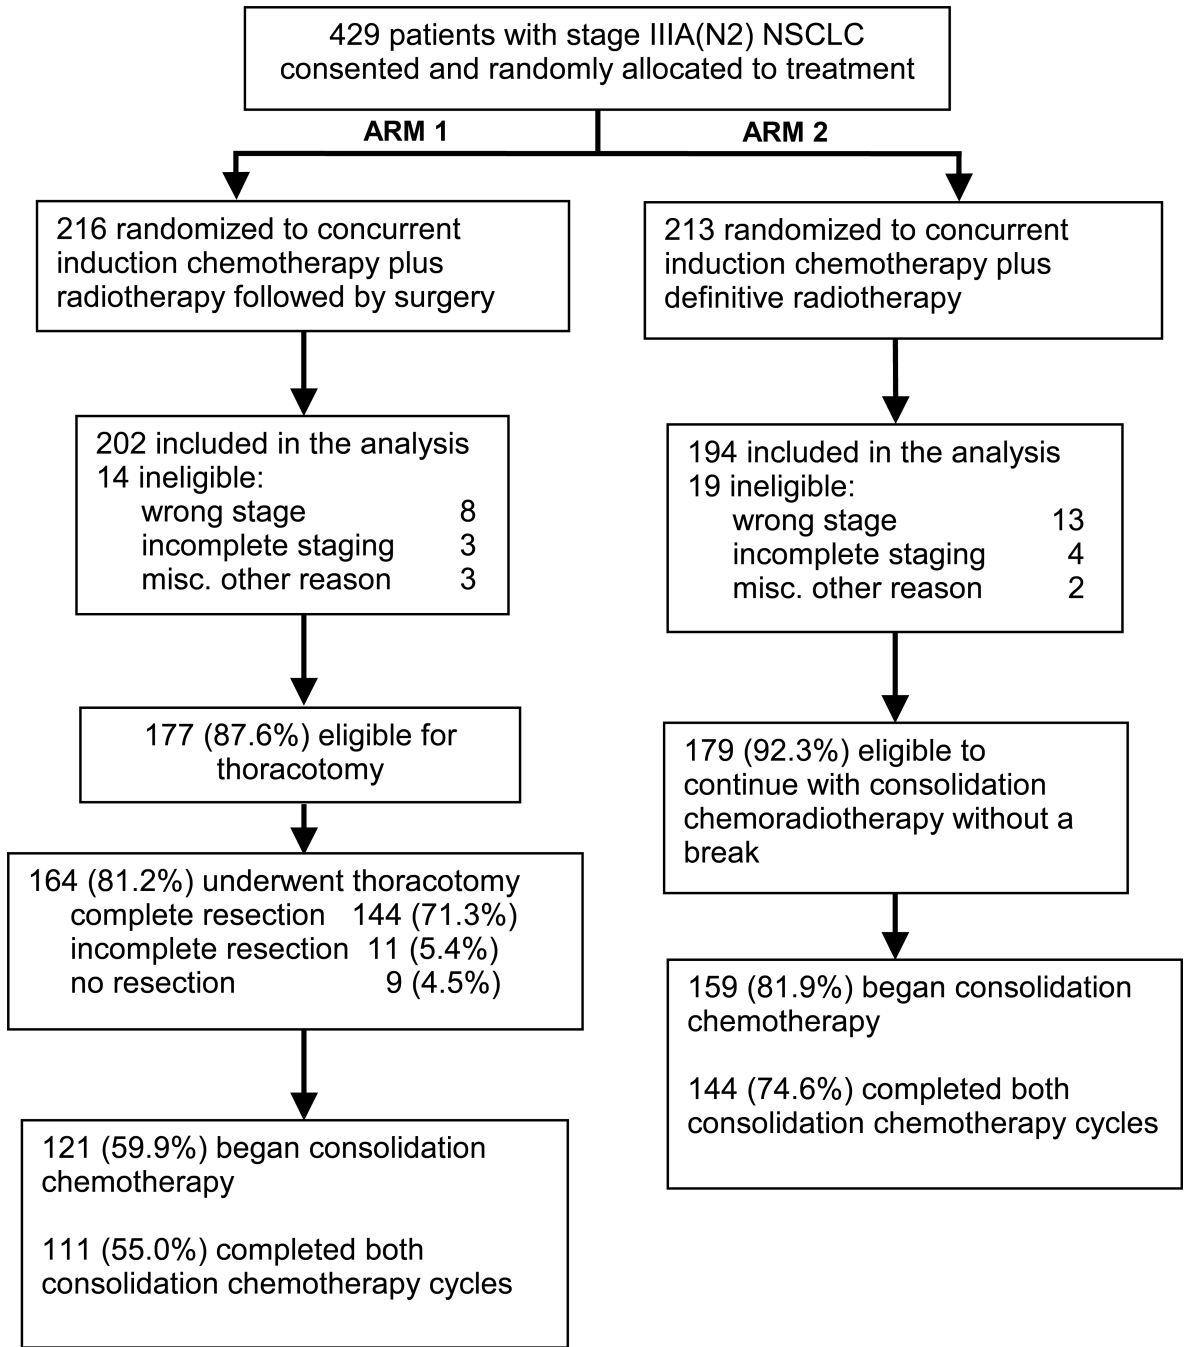 429 patients with stage IIIA(N2) NSCLC
consented and randomly allocated to treatment
ARM 1
ARM 2
216 randomized to concurrent
induction chemotherapy plus
radiotherapy followed by surgery
213 randomized to concurrent
induction chemotherapy plus
definitive radiotherapy
202 included in the analysis
14 ineligible:
wrong stage 8
incomplete staging 3
misc. other reason 3
194 included in the analysis
19 ineligible:
wrong stage 13
incomplete staging 4
misc. other reason 2
177 (87.6%) eligible for
thoracotomy
179 (92.3%) eligible to
continue with consolidation
chemoradiotherapy without a
break
164 (81.2%) underwent thoracotomy
complete resection 144 (71.3%)
incomplete resection 11 (5.4%)
no resection 9 (4.5%)
159 (81.9%) began consolidation
chemotherapy
144 (74.6%) completed both
consolidation chemotherapy cycles
121 (59.9%) began consolidation
chemotherapy
111 (55.0%) completed both
consolidation chemotherapy cycles